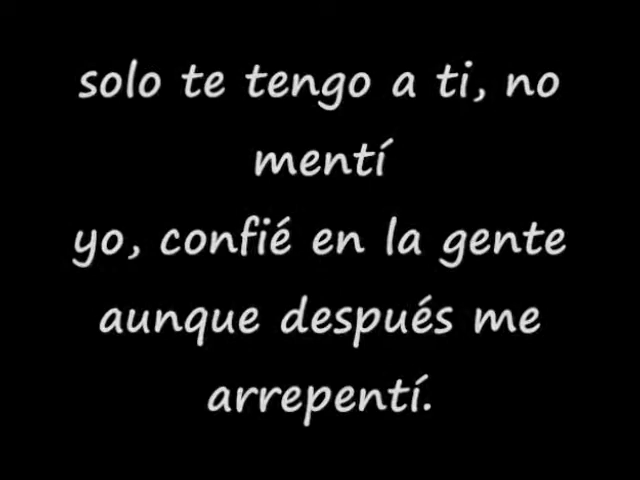 solo te tengo a ti, no
mentí
yo, confié en la gente
aunque después me
arrepentí.